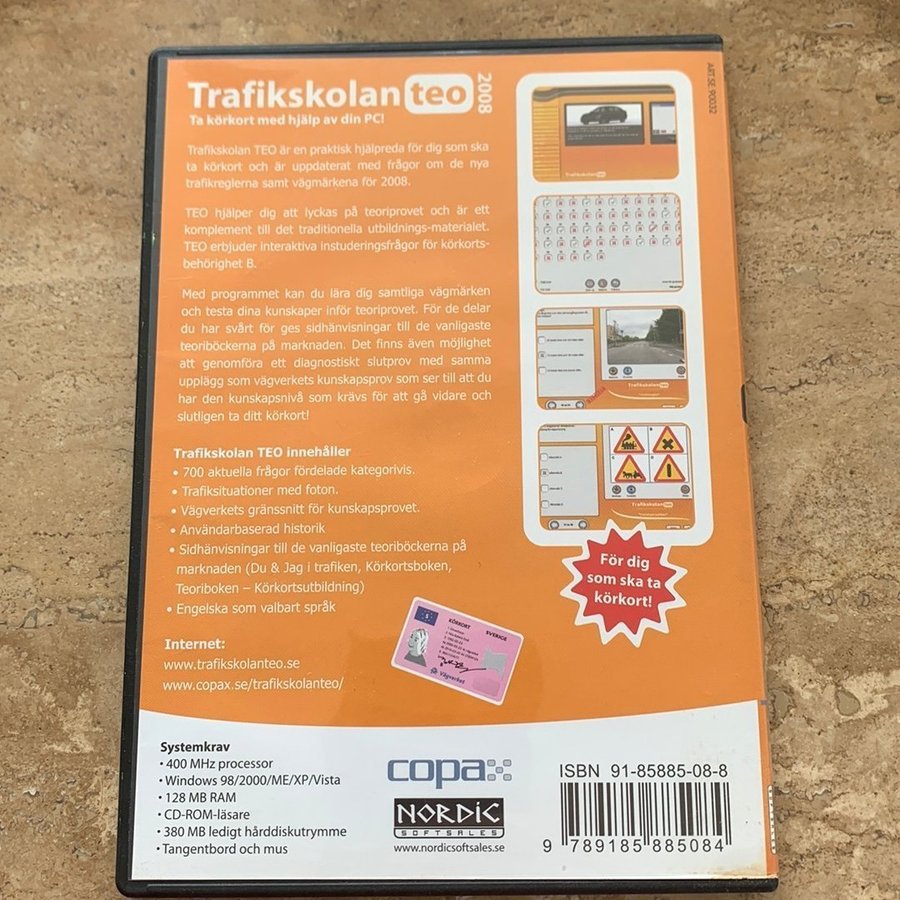 Trafikskolan teo 2008
Ta körkort med hjälp av din PC!
ART.SE 90032
Trafikskolan TEO är en praktisk hjälpreda för dig som ska
ta körkort och är uppdaterat med frågor om de nya
trafikreglerna samt vägmärkena för 2008.
TEO hjälper dig att lyckas på teoriprovet och är ett
komplement till det traditionella utbildnings-materialet.
TEO erbjuder interaktiva instuderingsfrågor för körkorts-
behörighet B.
Med programmet kan du lära dig samtliga vägmärken
och testa dina kunskaper inför teoriprovet. För de delar
du har svårt för ges sidhänvisningar till de vanligaste
teoriböckerna på marknaden. Det finns även möjlighet
att genomföra ett diagnostiskt slutprov med samma
upplägg som vägverkets kunskapsprov som ser till att du
har den kunskapsnivå som krävs för att gå vidare och
slutligen ta ditt körkort!
Trafikskolan TEO innehåller
• 700 aktuella frågor fördelade kategorivis.
• Trafiksituationer med foton.
• Vägverkets gränssnitt för kunskapsprovet.
• Användarbaserad historik
• Sidhänvisningar till de vanligaste teoriböckerna på
marknaden (Du & Jag i trafiken, Körkortsboken,
Teoriboken – Körkortsutbildning)
• Engelska som valbart språk
Internet:
www.trafikskolanteo.se
www.copax.se/trafikskolanteo/
Trafikskolan teo
Trafikskolan teo
Trafikskolan teo
A B
C D
För dig
som ska ta
körkort!
KÖRKORT SVERIGE
S
Vägverket
Systemkrav
• 400 MHz processor
• Windows 98/2000/ME/XP/Vista
• 128 MB RAM
• CD-ROM-läsare
• 380 MB ledigt hårddiskutrymme
• Tangentbord och mus
copax
NORDIC
SOFTSALES
www.nordicsoftsales.se
ISBN 91-85885-08-8
9 789185 885084